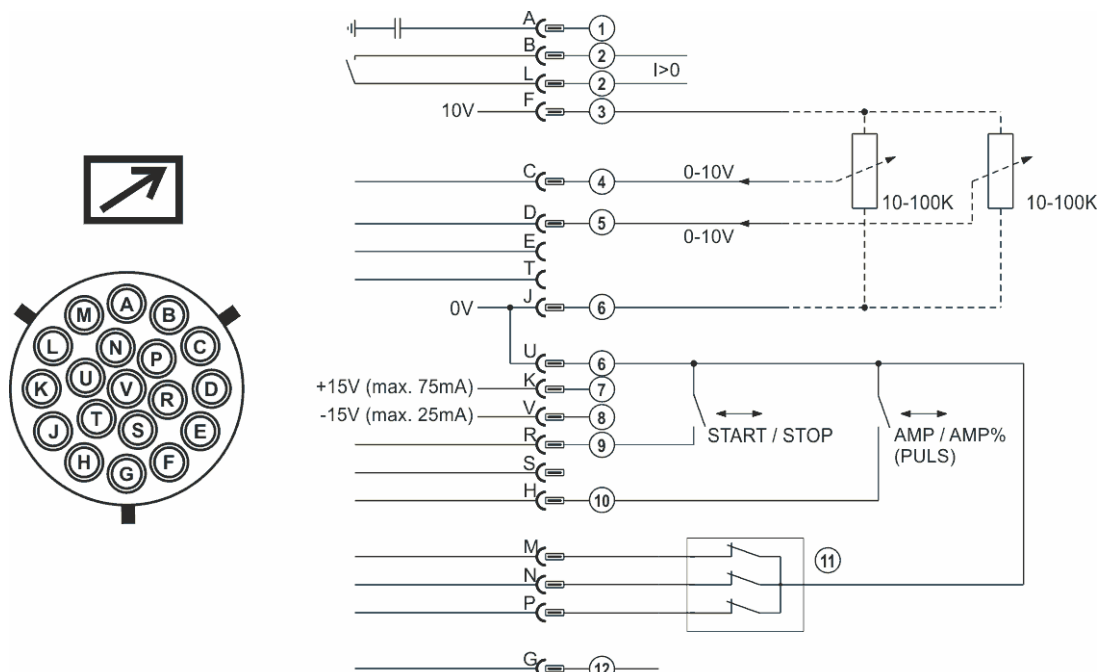 A 1
B 2
L 2 I>0
10V F 3
C 4 0-10V 10-100K 10-100K
D 5 0-10V
E
T
0V J 6
U 6
+15V (max. 75mA) K 7
-15V (max. 25mA) V 8
R 9 START / STOP AMP / AMP%
(PULS)
S
H 10
M 11
N
P
G 12
A
M B
L N P C
K U V R D
J T S E
H G F